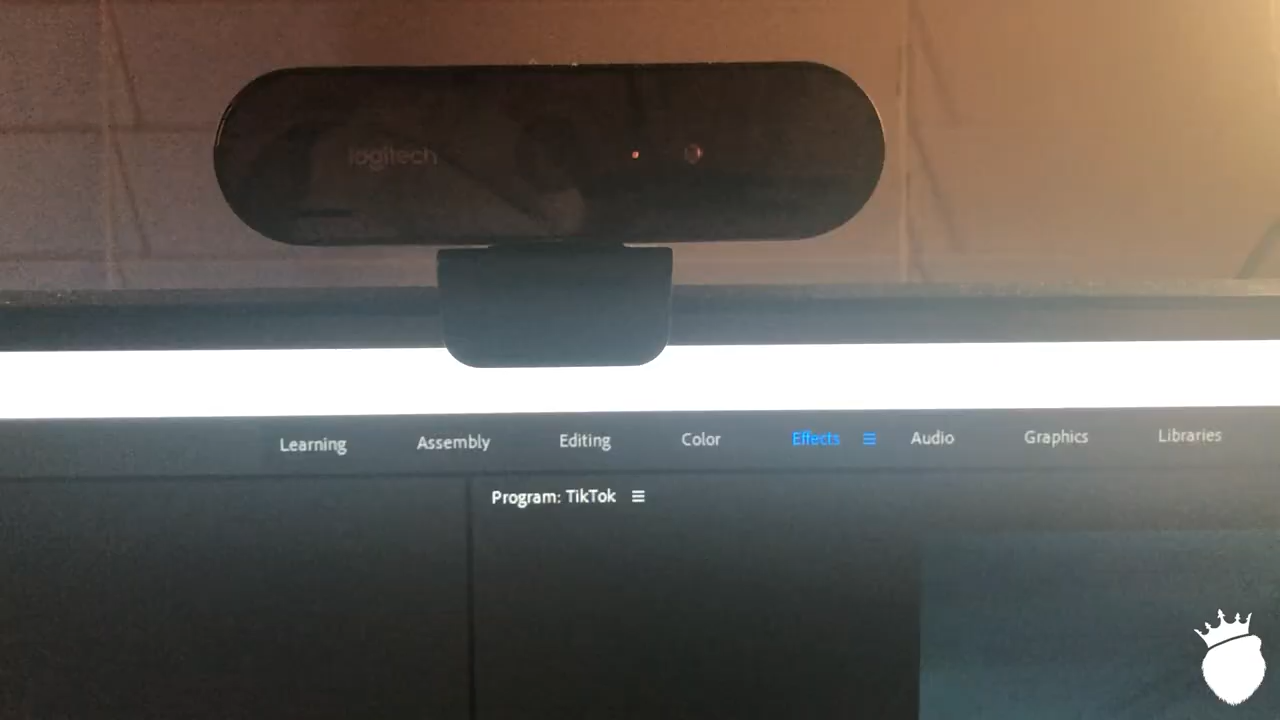 logitech
Learning Assembly Editing Color Effects Audio Graphics Libraries
Program: TikTok